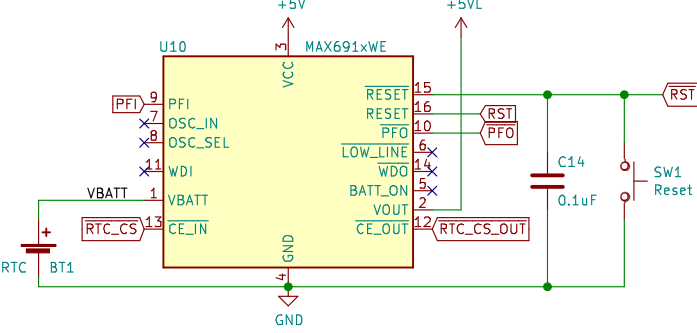 +5V
+5VL
U10
MAX691xWE
3
VCC
PFI
9
PFI
7
OSC_IN
8
OSC_SEL
11
WDI
VBATT
1
VBATT
RTC_CS
13
CE_IN
RESET
15
RST
RESET
16
RST
PFO
10
PFO
LOW_LINE
6
WDO
14
BATT_ON
5
VOUT
2
CE_OUT
12
RTC_CS_OUT
GND
4
GND
+
RTC
BT1
C14
0.1uF
SW1
Reset